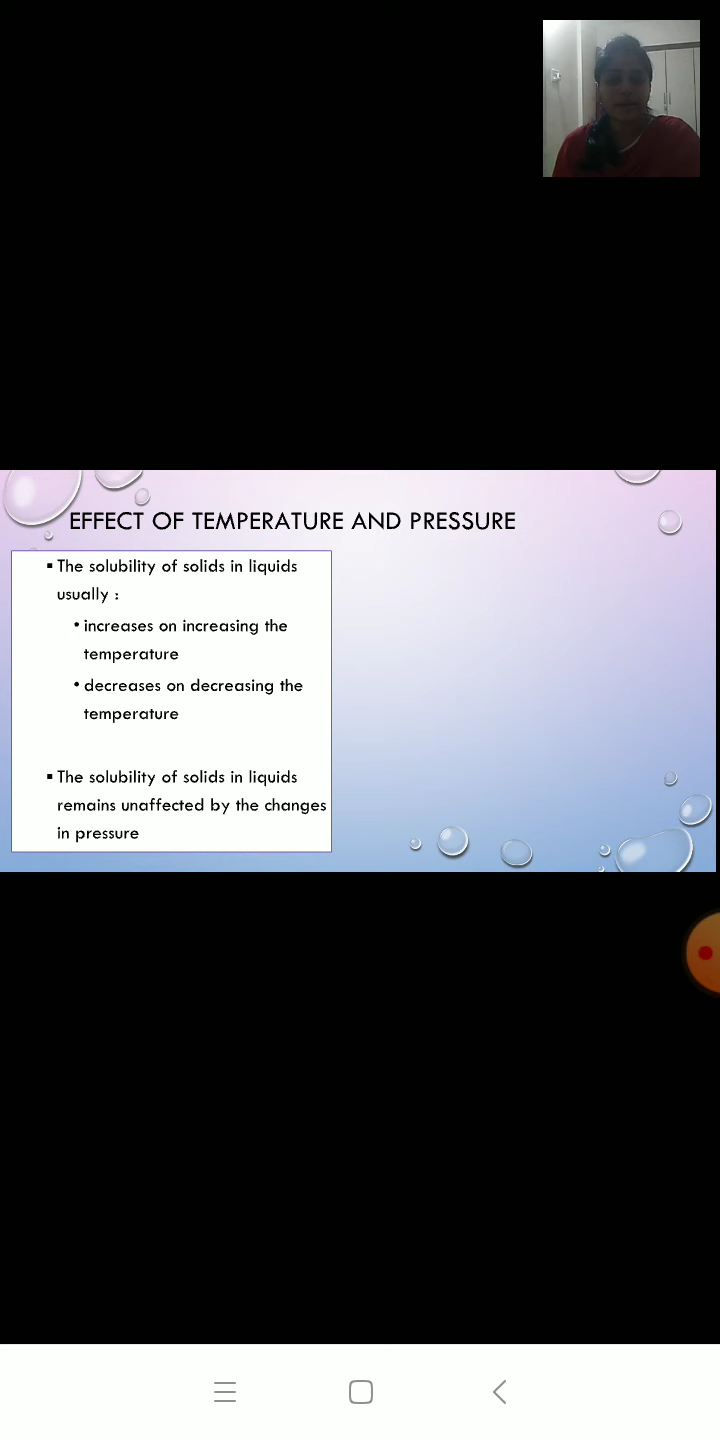 EFFECT OF TEMPERATURE AND PRESSURE
▪ The solubility of solids in liquids
usually :
• increases on increasing the
temperature
• decreases on decreasing the
temperature
▪ The solubility of solids in liquids
remains unaffected by the changes
in pressure